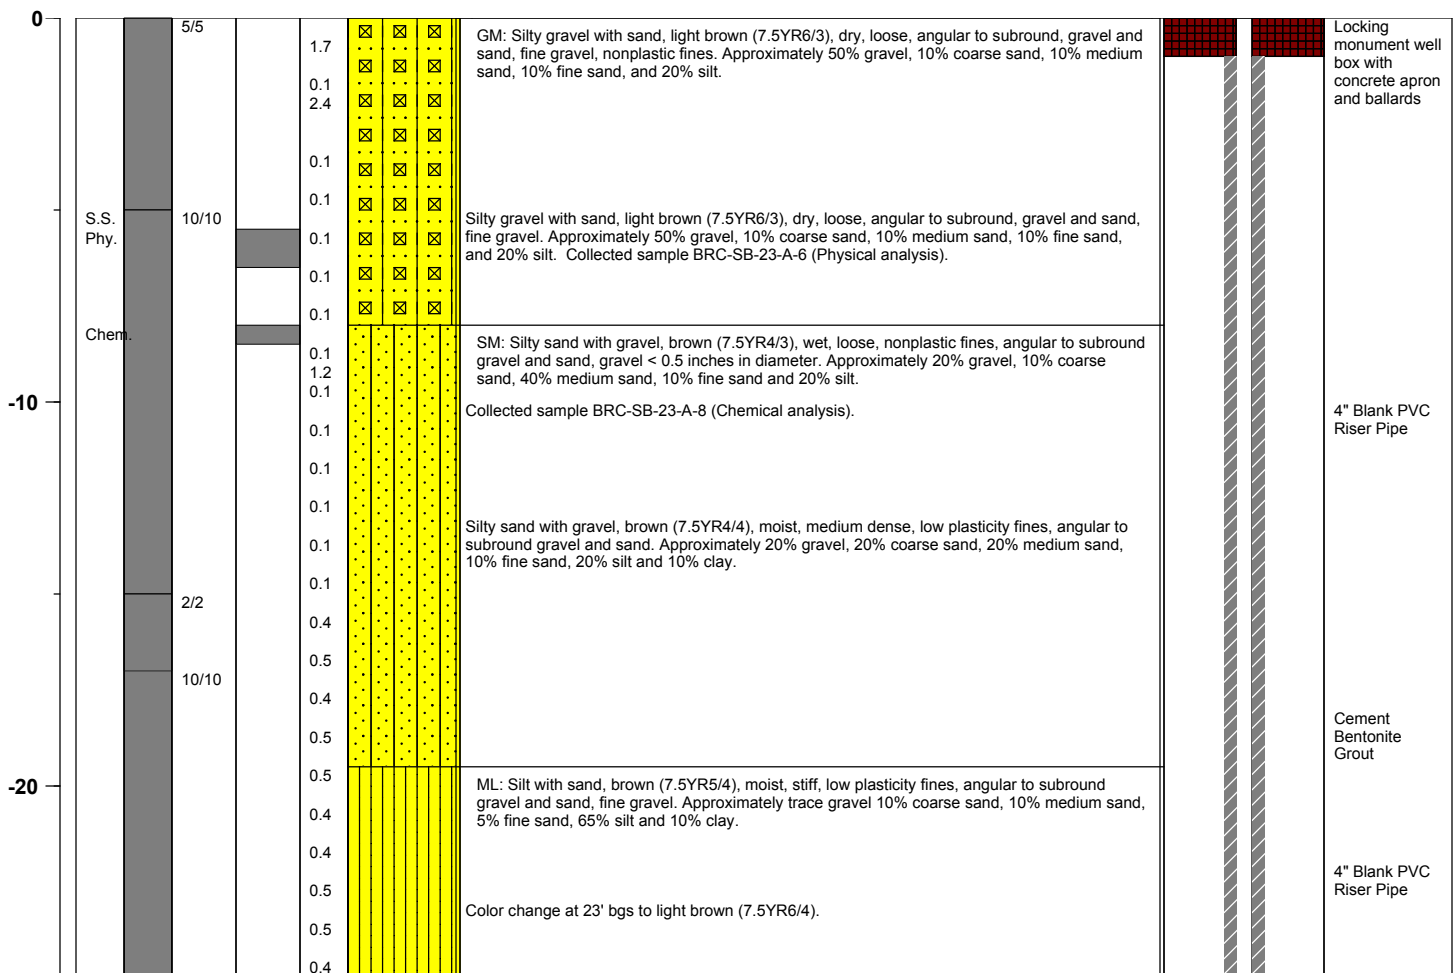 0
5/5
1.7
GM: Silty gravel with sand, light brown (7.5YR6/3), dry, loose, angular to subround, gravel and
sand, fine gravel, nonplastic fines. Approximately 50% gravel, 10% coarse sand, 10% medium
sand, 10% fine sand, and 20% silt.
Locking
monument well
box with
concrete apron
and ballards
0.1
2.4
0.1
0.1
S.S.
Phy.
10/10
0.1
Silty gravel with sand, light brown (7.5YR6/3), dry, loose, angular to subround, gravel and sand,
fine gravel. Approximately 50% gravel, 10% coarse sand, 10% medium sand, 10% fine sand,
and 20% silt. Collected sample BRC-SB-23-A-6 (Physical analysis).
0.1
0.1
Chem.
SM: Silty sand with gravel, brown (7.5YR4/3), wet, loose, nonplastic fines, angular to subround
gravel and sand, gravel < 0.5 inches in diameter. Approximately 20% gravel, 10% coarse
sand, 40% medium sand, 10% fine sand and 20% silt.
0.1
1.2
0.1
-10
Collected sample BRC-SB-23-A-8 (Chemical analysis).
4" Blank PVC
Riser Pipe
0.1
0.1
0.1
Silty sand with gravel, brown (7.5YR4/4), moist, medium dense, low plasticity fines, angular to
subround gravel and sand. Approximately 20% gravel, 20% coarse sand, 20% medium sand,
10% fine sand, 20% silt and 10% clay.
0.1
0.1
2/2
0.4
0.5
10/10
0.4
0.5
Cement
Bentonite
Grout
0.5
-20
ML: Silt with sand, brown (7.5YR5/4), moist, stiff, low plasticity fines, angular to subround
gravel and sand, fine gravel. Approximately trace gravel 10% coarse sand, 10% medium sand,
5% fine sand, 65% silt and 10% clay.
0.4
0.4
4" Blank PVC
Riser Pipe
0.5
Color change at 23' bgs to light brown (7.5YR6/4).
0.5
0.4